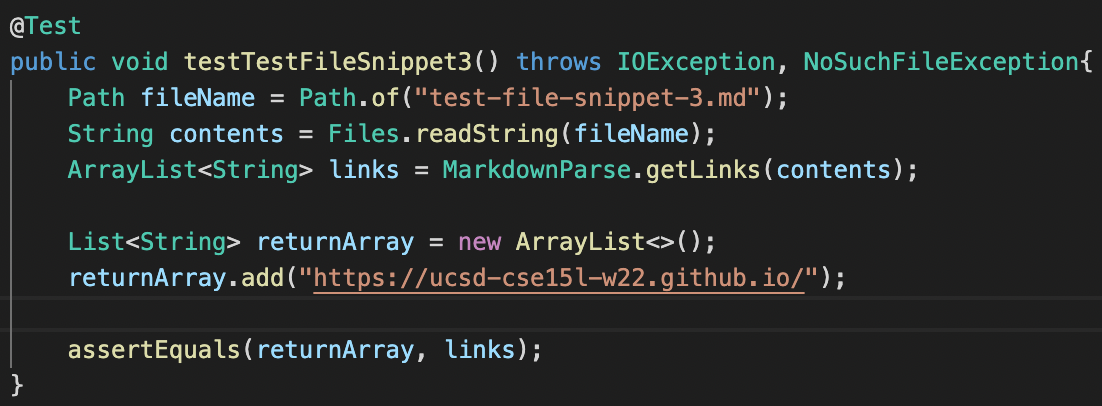 @Test
public void testTestFileSnippet3() throws IOException, NoSuchFileException{
    Path fileName = Path.of("test-file-snippet-3.md");
    String contents = Files.readString(fileName);
    ArrayList<String> links = MarkdownParse.getLinks(contents);

    List<String> returnArray = new ArrayList<>();
    returnArray.add("https://ucsd-cse15l-w22.github.io/");

    assertEquals(returnArray, links);
}